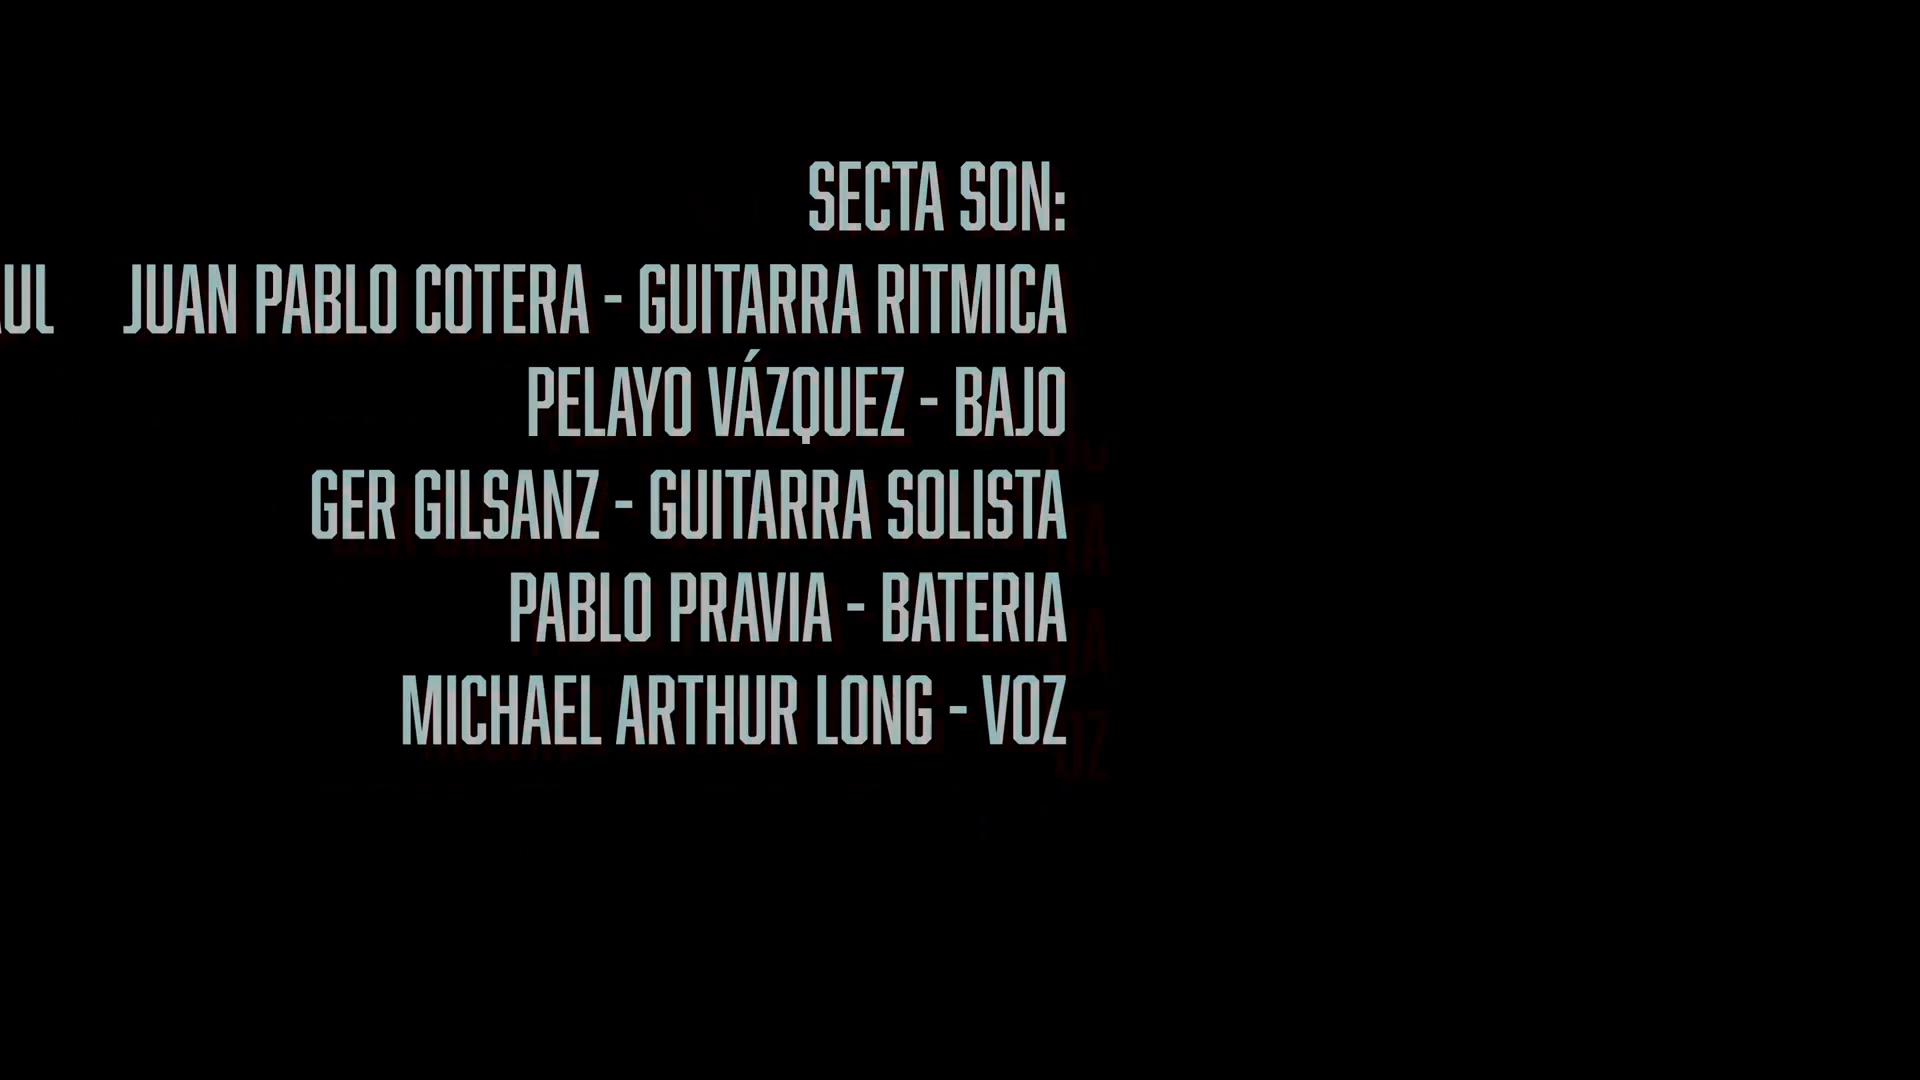 SECTA SON:
JUAN PABLO COTERA - GUITARRA RITMICA
PELAYO VÁZQUEZ - BAJO
GER GILSANZ - GUITARRA SOLISTA
PABLO PRAVIA - BATERIA
MICHAEL ARTHUR LONG - VOZ